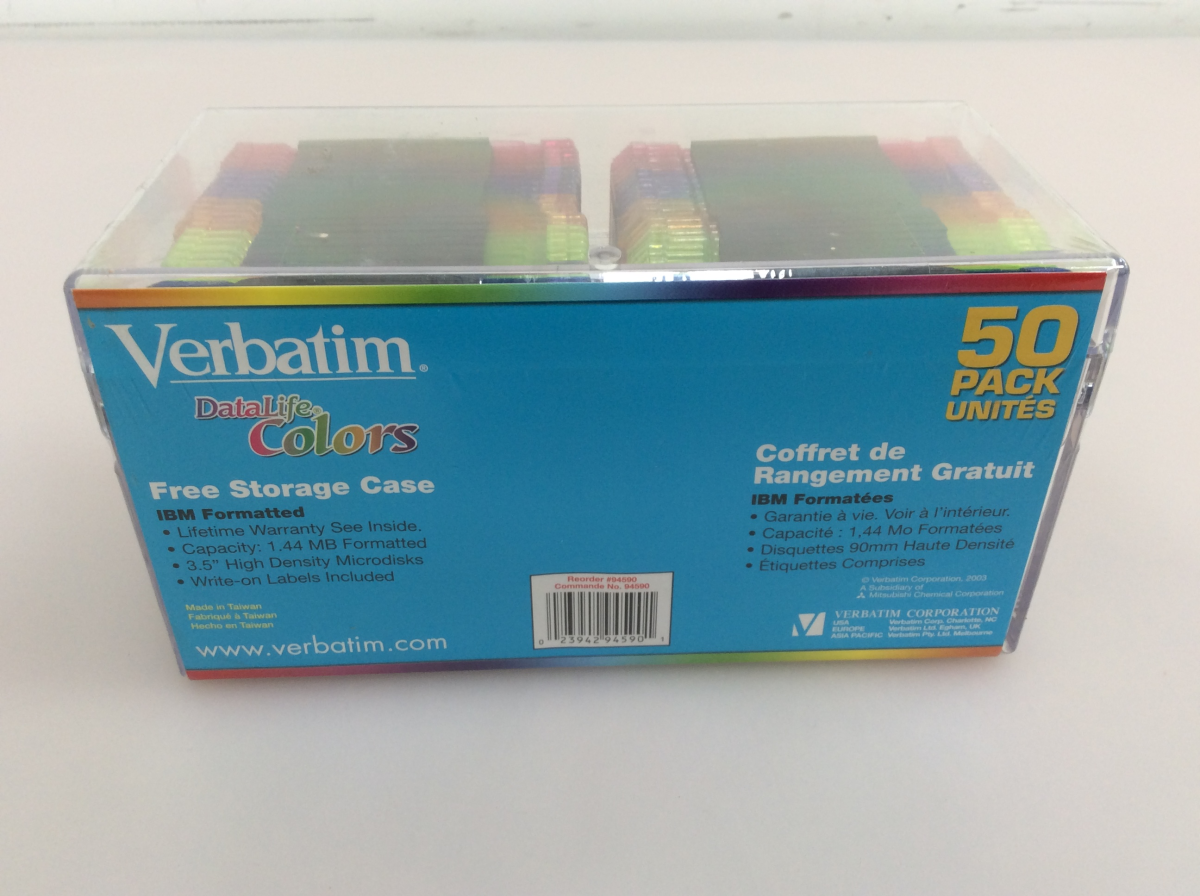 Verbatim®
DataLife®
Colors
Free Storage Case
IBM Formatted
• Lifetime Warranty See Inside.
• Capacity: 1.44 MB Formatted
• 3.5" High Density Microdisks
• Write-on Labels Included
Made in Taiwan
Fabriqué à Taiwan
Hecho en Taiwan
www.verbatim.com
Reorder #94590
Commande No. 94590
0 23942 94590 1
50
PACK
UNITÉS
Coffret de
Rangement Gratuit
IBM Formatées
• Garantie à vie. Voir à l'intérieur.
• Capacité : 1,44 Mo Formatées
• Disquettes 90mm Haute Densité
• Étiquettes Comprises
© Verbatim Corporation, 2003
A Subsidiary of
Mitsubishi Chemical Corporation
VERBATIM CORPORATION
USA Verbatim Corp. Charlotte, NC
EUROPE Verbatim Ltd. Egham, UK
ASIA PACIFIC Verbatim Pty. Ltd. Melbourne